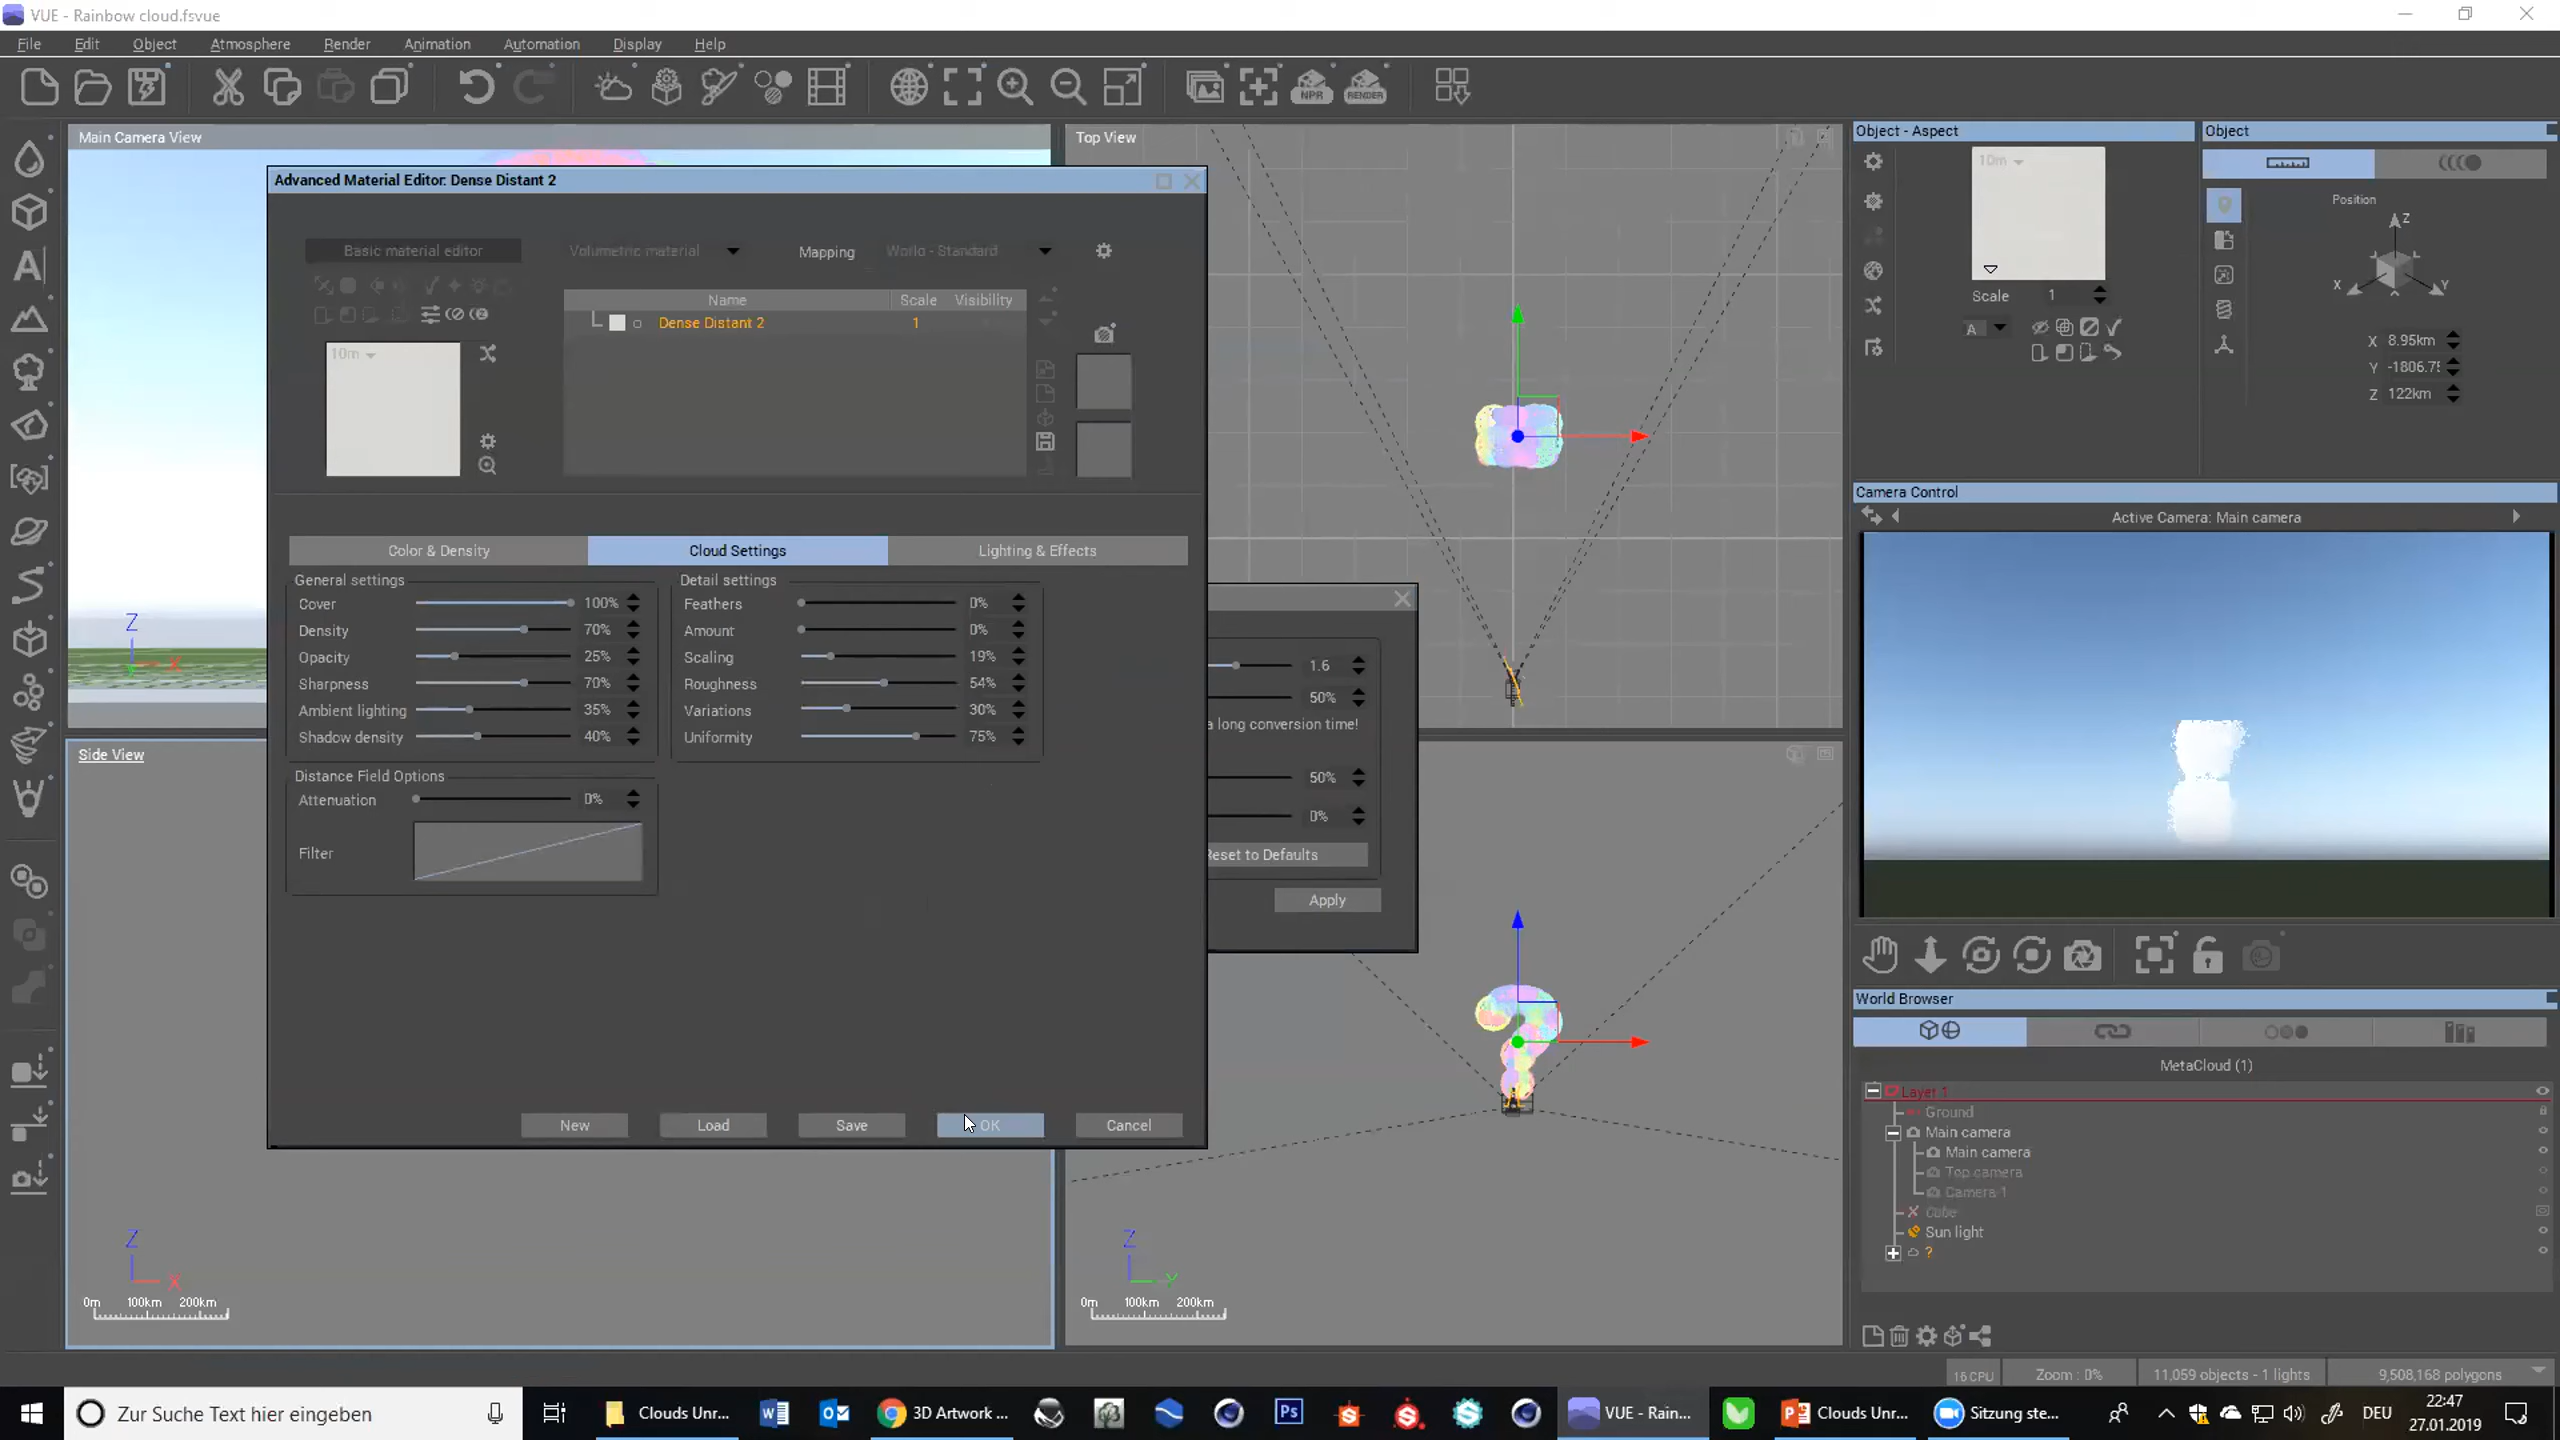 VUE - Rainbow cloud.fsvue
File Edit Object Atmosphere Render Animation Automation Display Help
NPR RENDER
Main Camera View
Top View
Object - Aspect
Object
Advanced Material Editor: Dense Distant 2
10m
Position
Z
X
Y
Basic material editor
Volumetric material
Mapping
World - Standard
Name Scale Visibility
Dense Distant 2 1
10m
Scale 1
A
X 8.95km
Y -1806.75
Z 122km
Camera Control
Active Camera: Main camera
Color & Density
Cloud Settings
Lighting & Effects
General settings
Cover 100%
Density 70%
Opacity 25%
Sharpness 70%
Ambient lighting 35%
Shadow density 40%
Detail settings
Feathers 0%
Amount 0%
Scaling 19%
Roughness 54%
Variations 30%
Uniformity 75%
Distance Field Options
Attenuation 0%
Filter
1.6
50%
a long conversion time!
50%
0%
Reset to Defaults
Apply
Z
X
Side View
New
Load
Save
OK
Cancel
World Browser
MetaCloud (1)
Layer 1
Ground
Main camera
Main camera
Top camera
Camera 1
Cube
Sun light
?
Z
X
0m 100km 200km
Z
Y
0m 100km 200km
16 CPU
Zoom : 0%
11,059 objects - 1 lights
9,508,168 polygons
Zur Suche Text hier eingeben
Clouds Unr...
3D Artwork ...
Ps
VUE - Rain...
Clouds Unr...
Sitzung ste...
DEU
22:47
27.01.2019